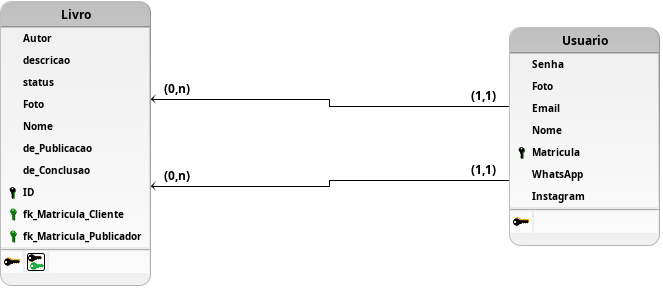 Livro
Autor
descricao
status
Foto
Nome
de_Publicacao
de_Conclusao
ID
fk_Matricula_Cliente
fk_Matricula_Publicador
(0,n)
(1,1)
(0,n)
(1,1)
Usuario
Senha
Foto
Email
Nome
Matricula
WhatsApp
Instagram